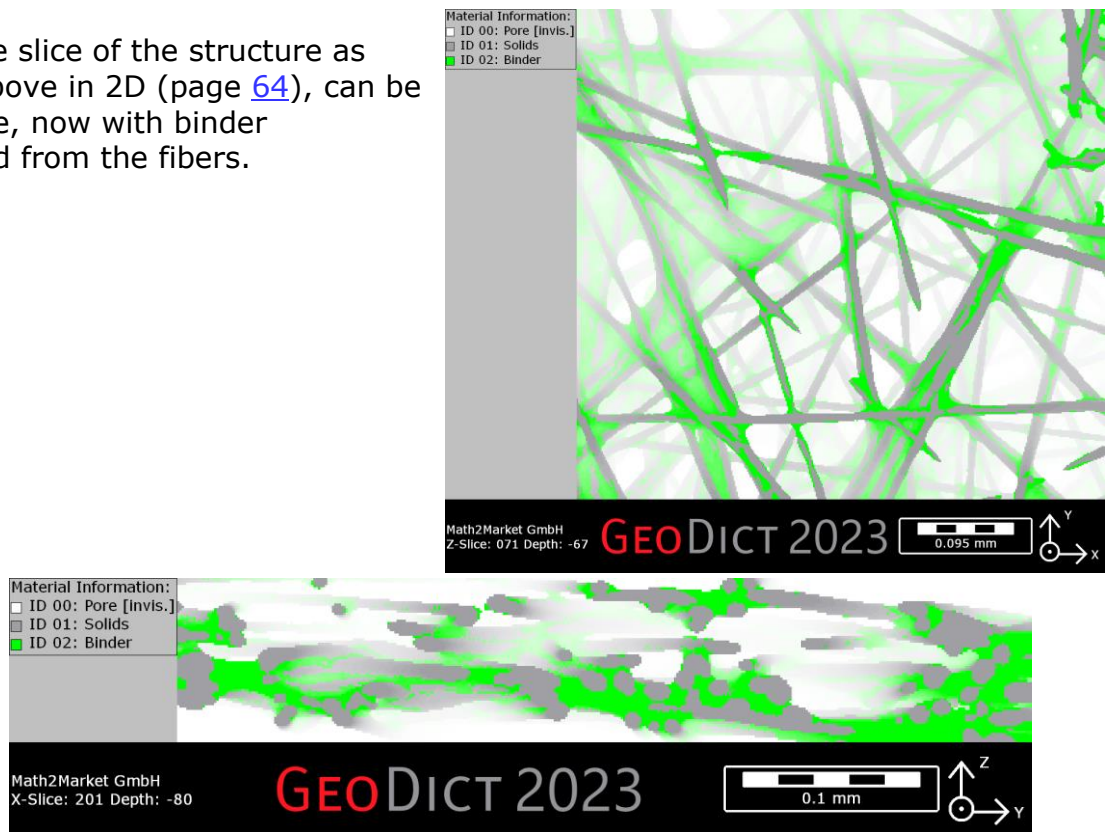 e slice of the structure as
bove in 2D (page 64), can be
e, now with binder
d from the fibers.
Material Information:
ID 00: Pore [invis.]
ID 01: Solids
ID 02: Binder
Math2Market GmbH
Z-Slice: 071 Depth: -67
GEODICT 2023
0.095 mm
Y
X
Material Information:
ID 00: Pore [invis.]
ID 01: Solids
ID 02: Binder
Math2Market GmbH
X-Slice: 201 Depth: -80
GEODICT 2023
0.1 mm
Z
Y